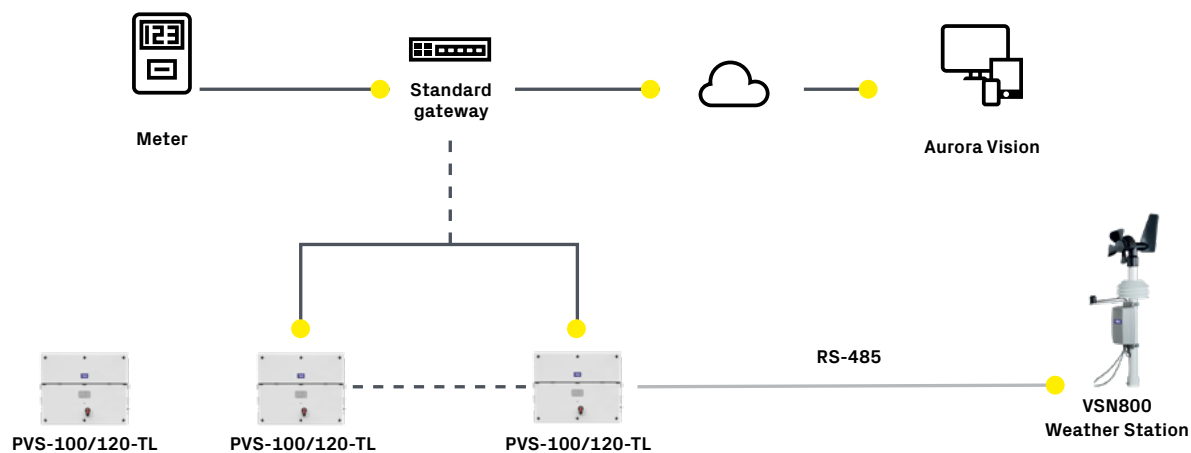 123
Standard
gateway
Meter
Aurora Vision
RS-485
VSN800
Weather Station
PVS-100/120-TL
PVS-100/120-TL
PVS-100/120-TL